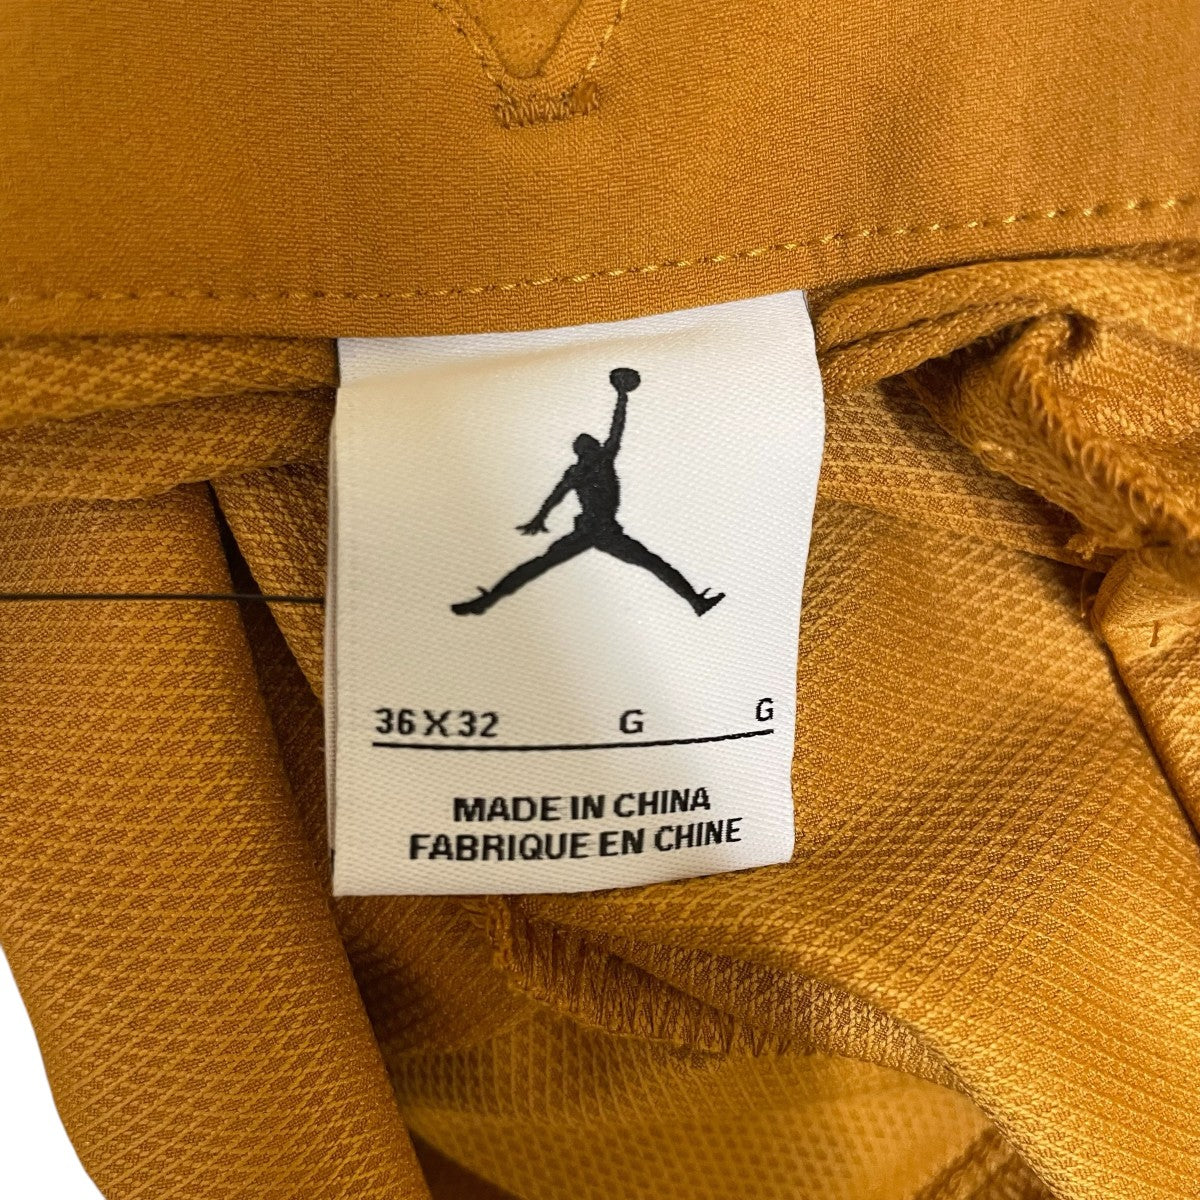 36 X 32 G G
MADE IN CHINA
FABRIQUE EN CHINE